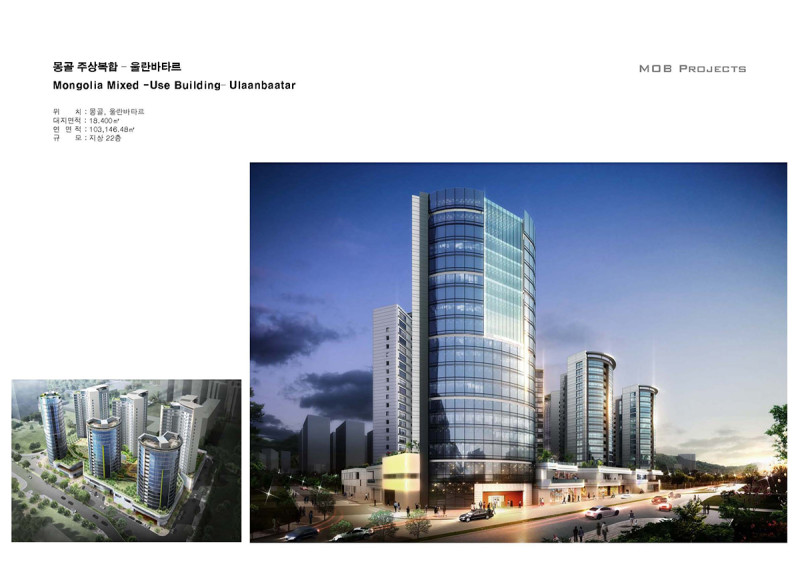 몽골 주상복합 - 울란바타르
MOB PROJECTS
Mongolia Mixed -Use Building- Ulaanbaatar
위 치 : 몽골, 울란바타르
대지면적 : 18.400㎡
연 면 적 : 103,146.48㎡
규 모 : 지상 22층